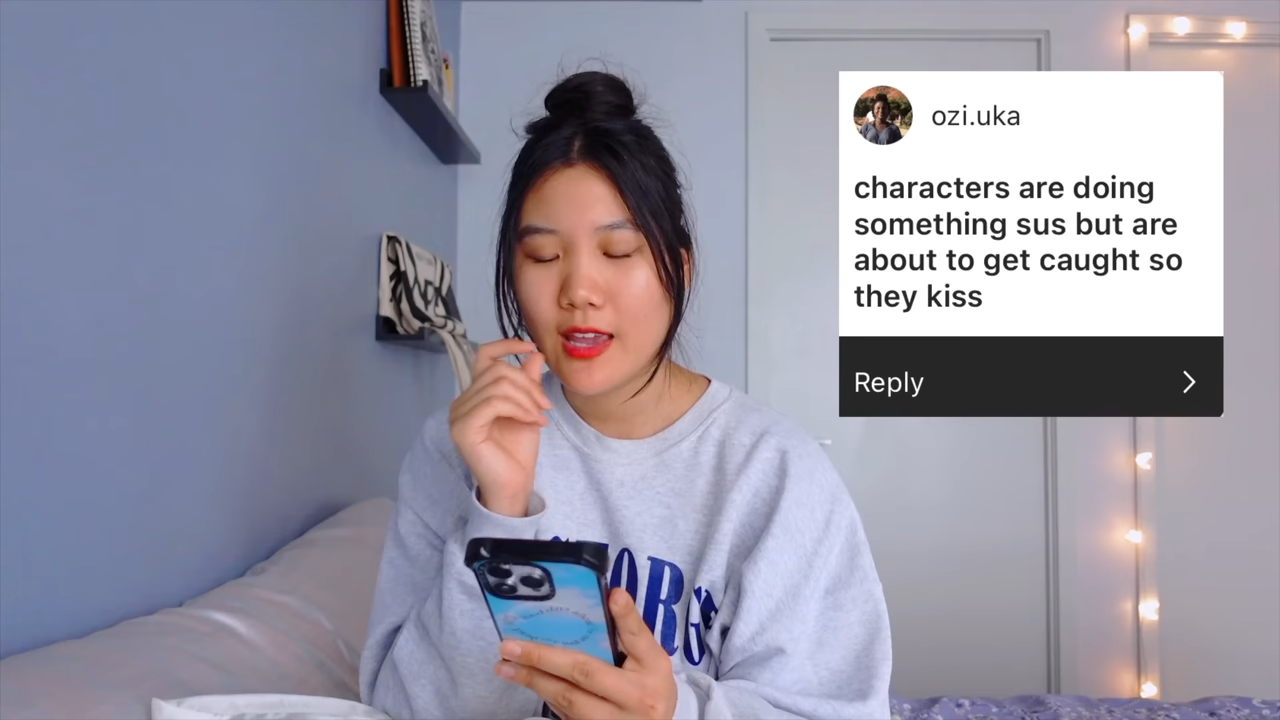 ozi.uka
characters are doing
something sus but are
about to get caught so
they kiss
Reply